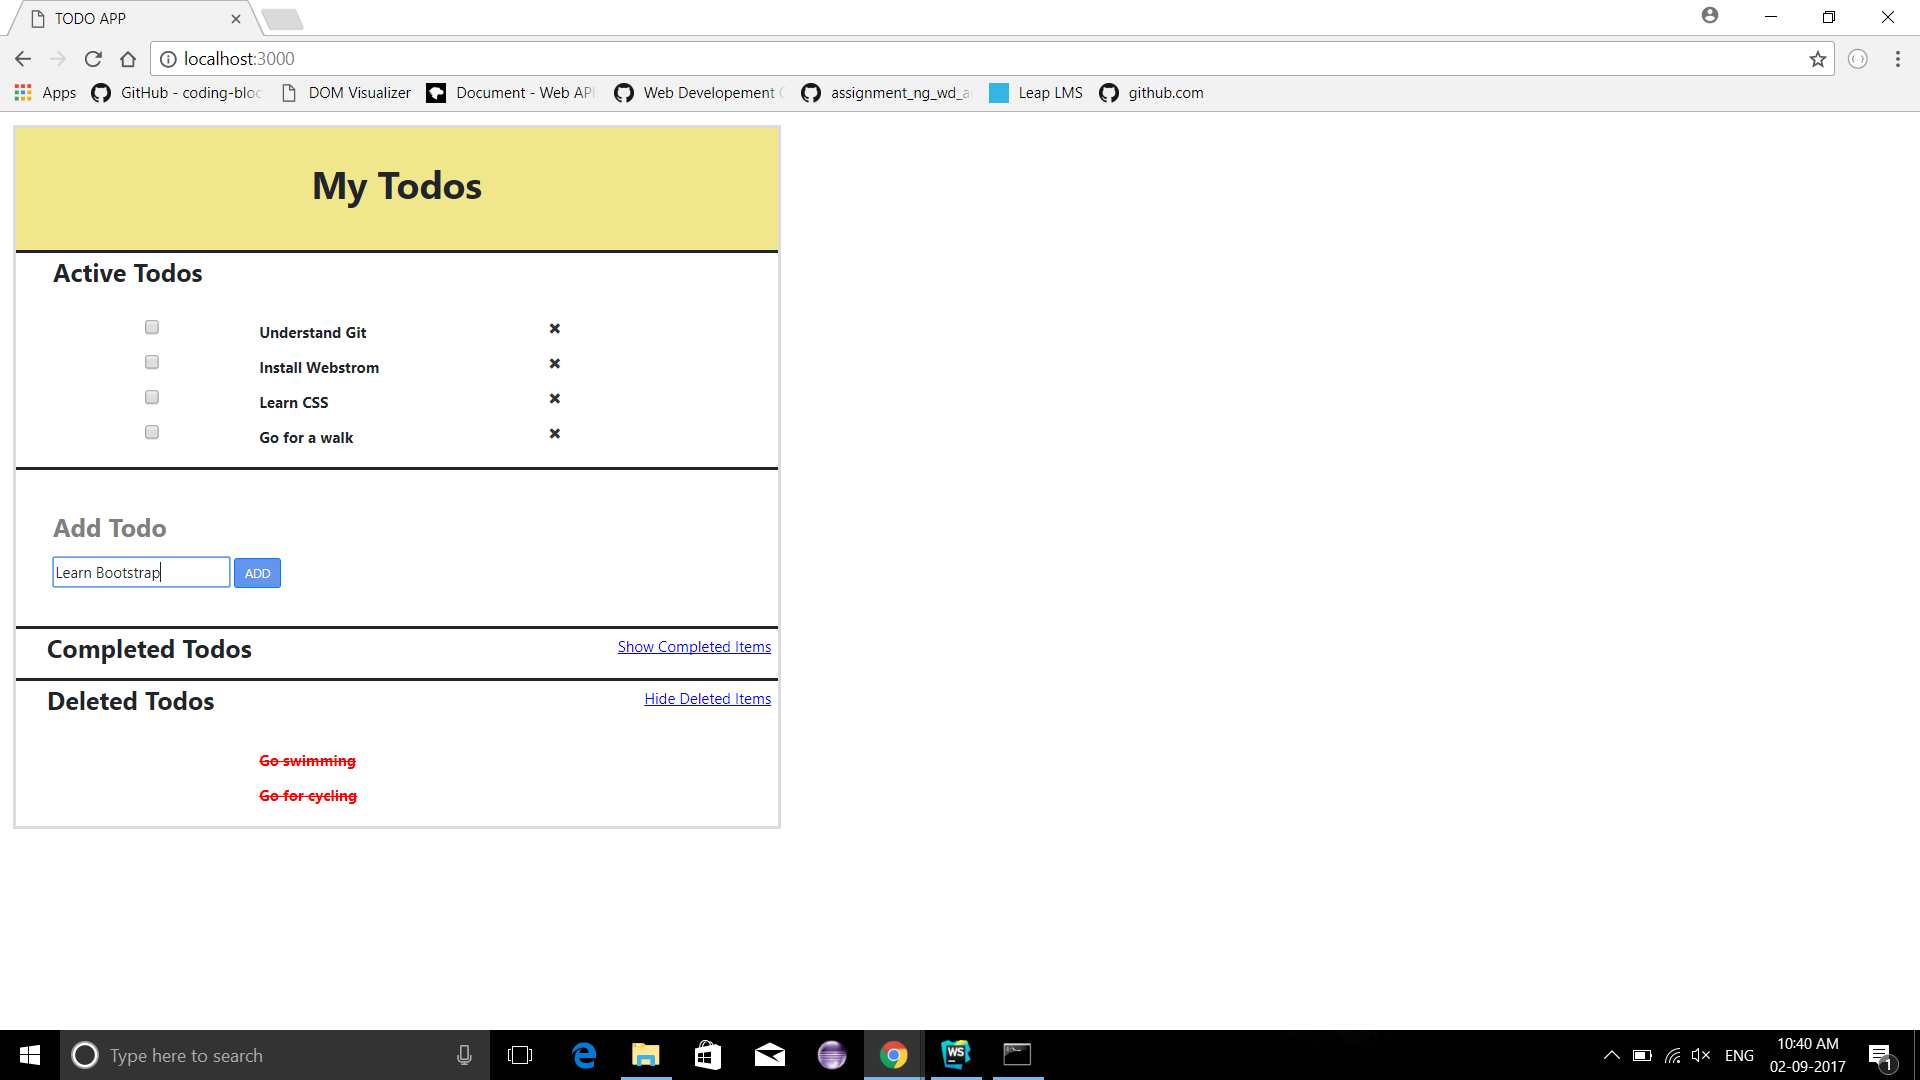 TODO APP
localhost:3000
Apps GitHub - coding-bloc DOM Visualizer Document - Web API Web Developement assignment_ng_wd_a Leap LMS github.com
My Todos
Active Todos
Understand Git
Install Webstrom
Learn CSS
Go for a walk
Add Todo
Learn Bootstrap ADD
Completed Todos Show Completed Items
Deleted Todos Hide Deleted Items
Go swimming
Go for cycling
Type here to search
WS
ENG
10:40 AM
02-09-2017
1